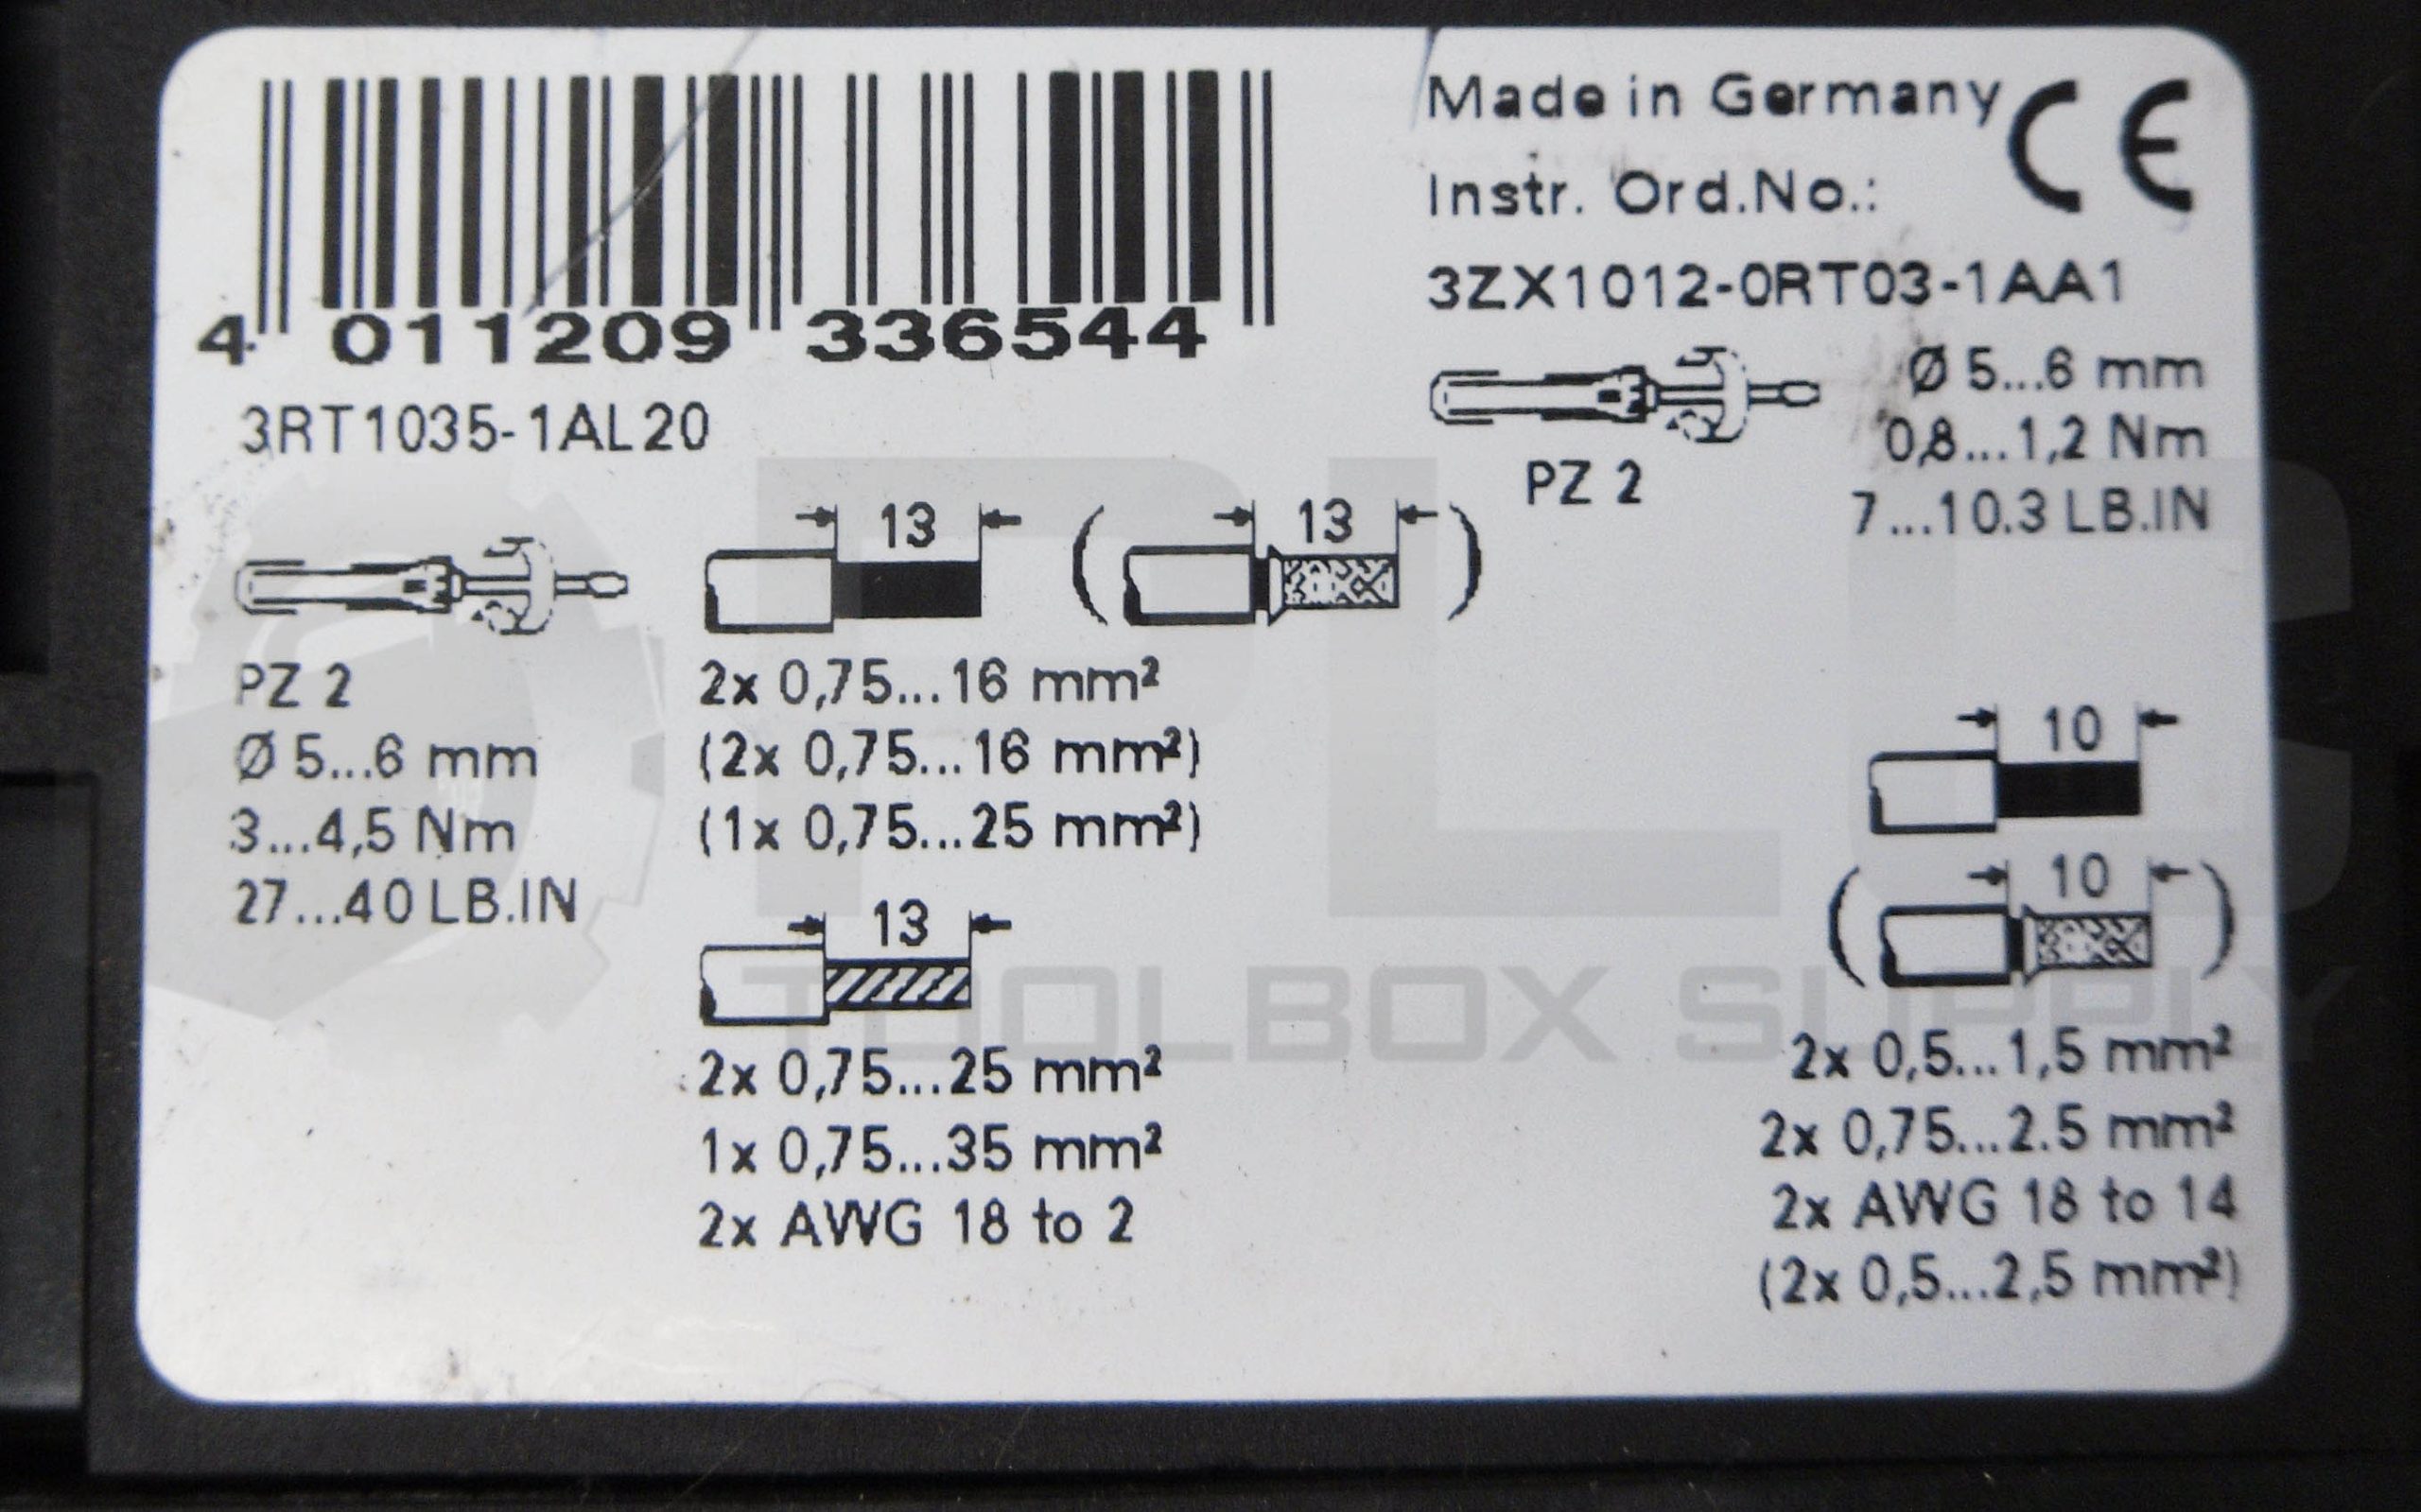 4 011209 336544
3RT1035-1AL20
Made in Germany CE
Instr. Ord.No.:
3ZX1012-0RT03-1AA1
PZ 2
Ø 5...6 mm
0,8...1,2 Nm
7...10.3 LB.IN
PZ 2
Ø 5...6 mm
3...4,5 Nm
27...40 LB.IN
13 ( 13 )
2x 0,75...16 mm²
(2x 0,75...16 mm²)
(1x 0,75...25 mm²)
13
2x 0,75...25 mm²
1x 0,75...35 mm²
2x AWG 18 to 2
10
( 10 )
2x 0,5...1,5 mm²
2x 0,75...2.5 mm²
2x AWG 18 to 14
(2x 0,5...2,5 mm²)
PLC
TOOLBOX SUPPLY